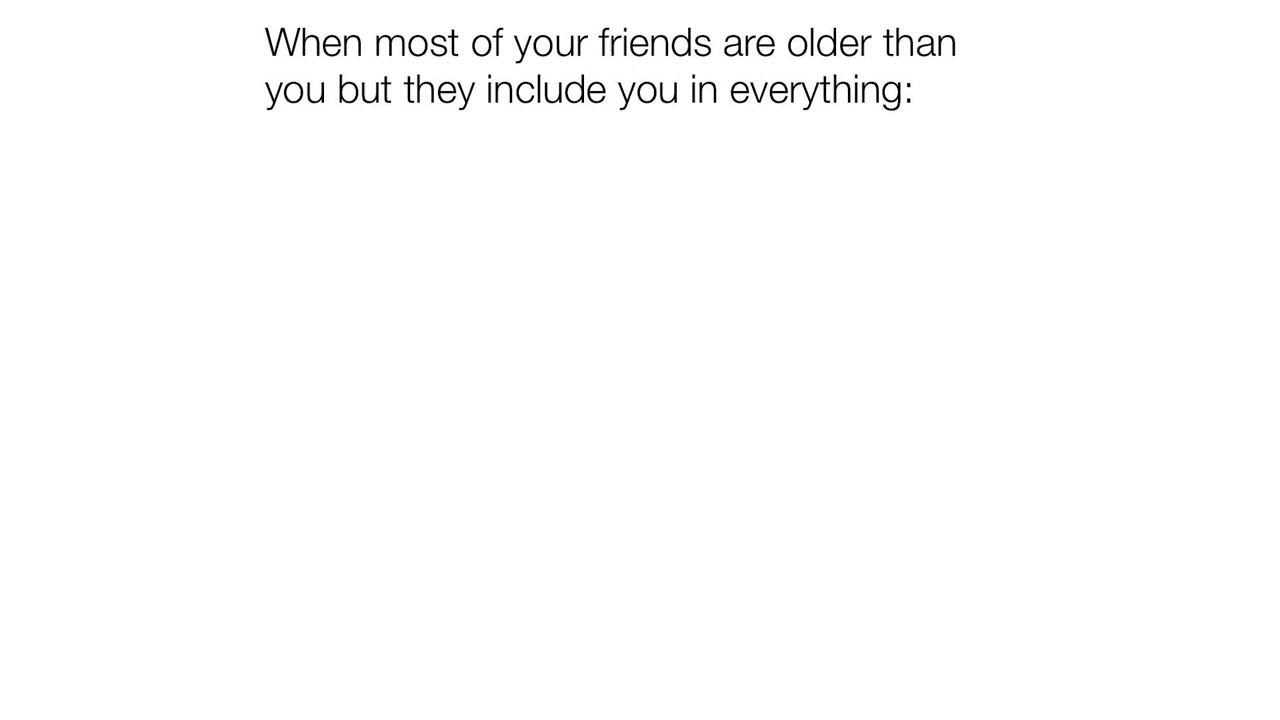 When most of your friends are older than
you but they include you in everything: